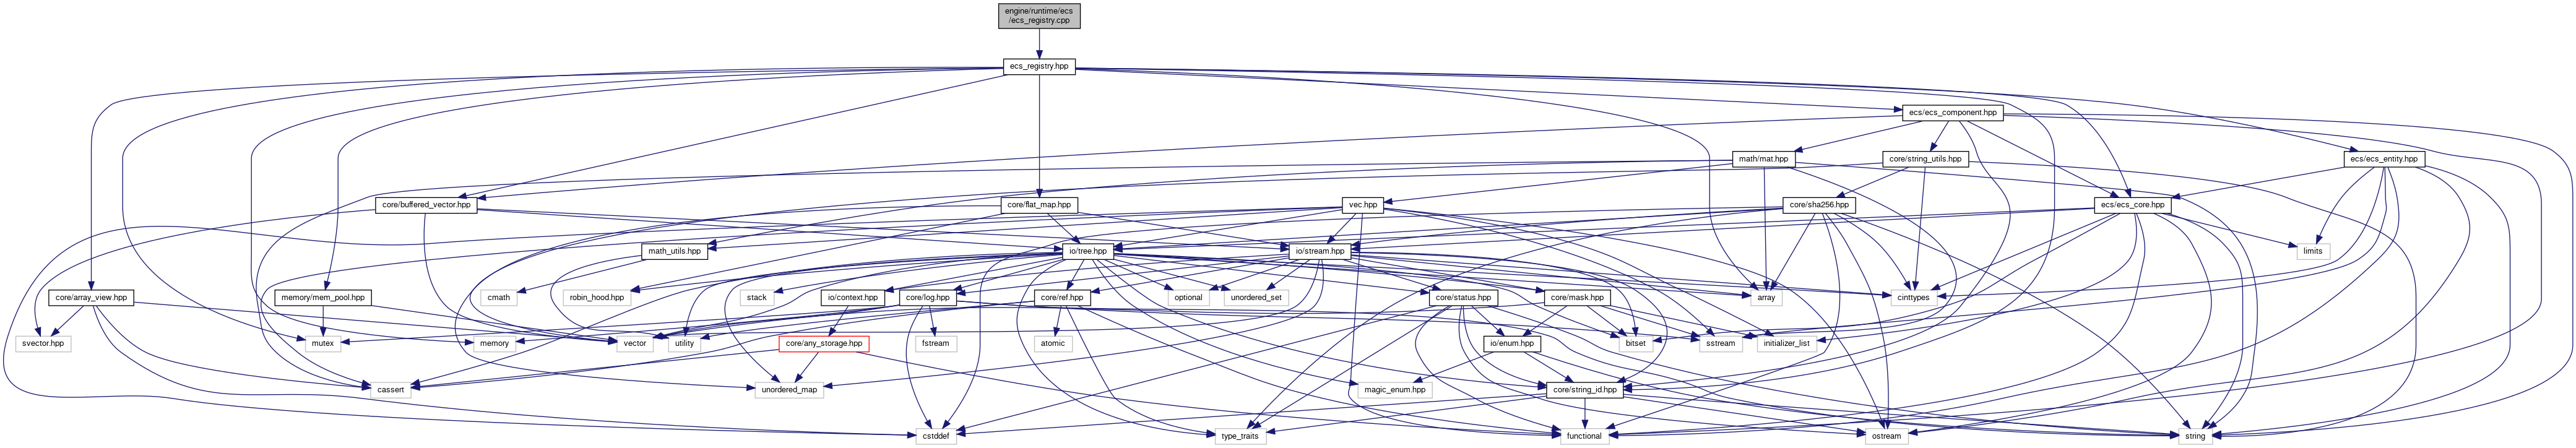 engine/runtime/ecs
/ecs_registry.cpp
ecs_registry.hpp
ecs/ecs_component.hpp
math/mat.hpp
core/string_utils.hpp
ecs/ecs_entity.hpp
core/buffered_vector.hpp
core/flat_map.hpp
vec.hpp
core/sha256.hpp
ecs/ecs_core.hpp
math_utils.hpp
io/tree.hpp
io/stream.hpp
limits
core/array_view.hpp
memory/mem_pool.hpp
cmath
robin_hood.hpp
stack
io/context.hpp
core/log.hpp
core/ref.hpp
optional
unordered_set
core/status.hpp
core/mask.hpp
array
cinttypes
svector.hpp
mutex
memory
vector
utility
core/any_storage.hpp
fstream
atomic
io/enum.hpp
bitset
sstream
initializer_list
cassert
unordered_map
magic_enum.hpp
core/string_id.hpp
cstddef
type_traits
functional
ostream
string